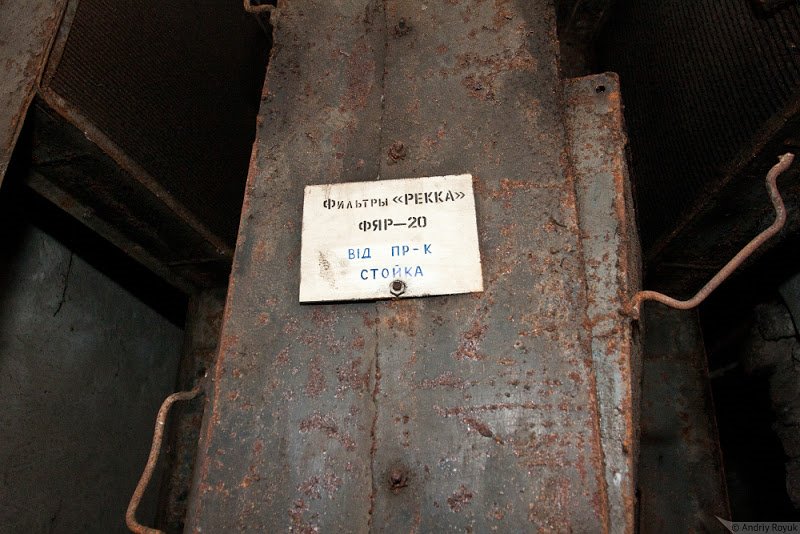 Фильтры «РЕККА»
ФЯР—20
ВІД ПР-К
СТОЙКА
© Andriy Royuk